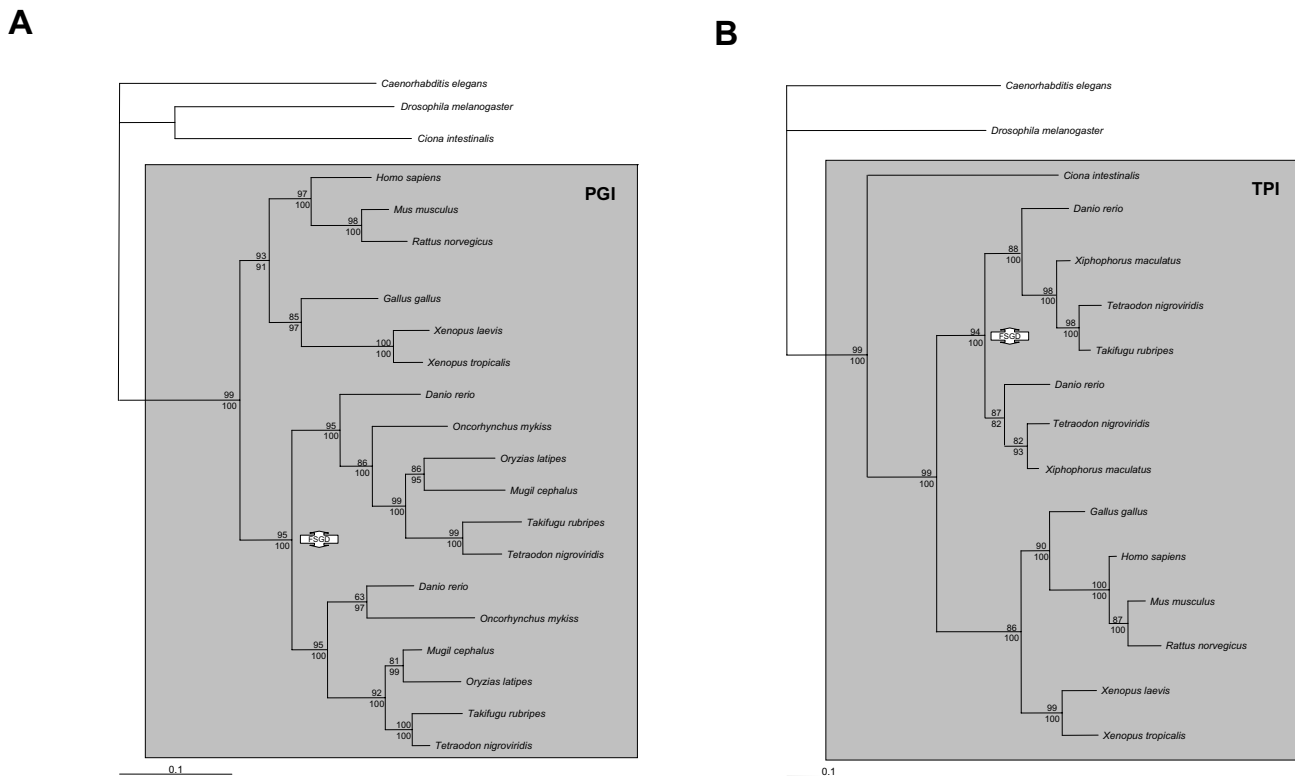 A
Caenorhabditis elegans
Drosophila melanogaster
Ciona intestinalis
PGI
Homo sapiens
97
100
Mus musculus
98
100
Rattus norvegicus
93
91
Gallus gallus
85
97
Xenopus laevis
100
100
Xenopus tropicalis
99
100
Danio rerio
95
100
Oncorhynchus mykiss
86
100
Oryzias latipes
86
95
Mugil cephalus
99
100
Takifugu rubripes
99
100
Tetraodon nigroviridis
95
100
FSGD
Danio rerio
63
97
Oncorhynchus mykiss
95
100
Mugil cephalus
81
99
Oryzias latipes
92
100
Takifugu rubripes
100
100
Tetraodon nigroviridis
0.1
B
Caenorhabditis elegans
Drosophila melanogaster
Ciona intestinalis
TPI
Danio rerio
88
100
Xiphophorus maculatus
98
100
Tetraodon nigroviridis
98
100
Takifugu rubripes
94
100
FSGD
99
100
Danio rerio
87
82
Tetraodon nigroviridis
82
93
Xiphophorus maculatus
99
100
Gallus gallus
90
100
Homo sapiens
100
100
Mus musculus
87
100
Rattus norvegicus
86
100
Xenopus laevis
99
100
Xenopus tropicalis
0.1